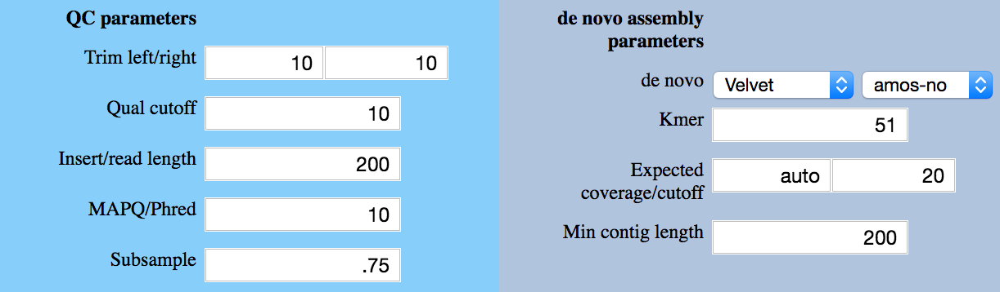 QC parameters
Trim left/right 10 10
Qual cutoff 10
Insert/read length 200
MAPQ/Phred 10
Subsample .75
de novo assembly
parameters
de novo Velvet amos-no
Kmer 51
Expected
coverage/cutoff auto 20
Min contig length 200